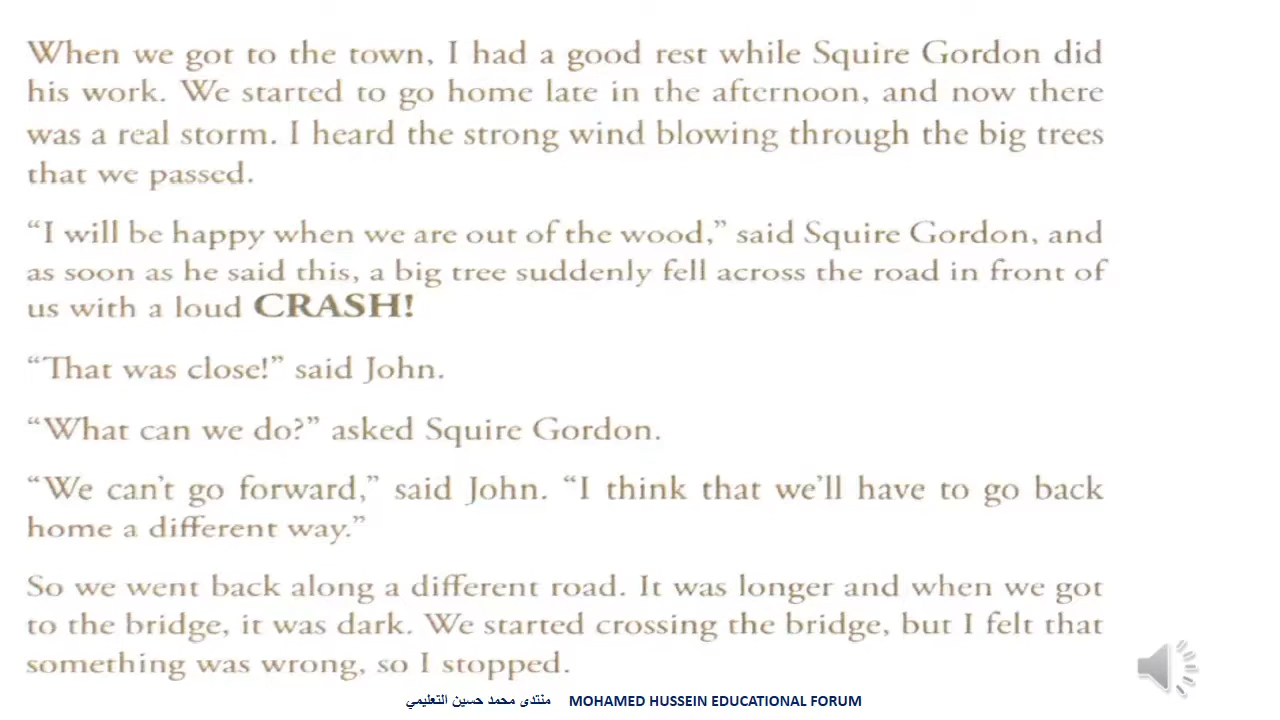 When we got to the town, I had a good rest while Squire Gordon did
his work. We started to go home late in the afternoon, and now there
was a real storm. I heard the strong wind blowing through the big trees
that we passed.
“I will be happy when we are out of the wood,” said Squire Gordon, and
as soon as he said this, a big tree suddenly fell across the road in front of
us with a loud CRASH!
“That was close!” said John.
“What can we do?” asked Squire Gordon.
“We can’t go forward,” said John. “I think that we’ll have to go back
home a different way.”
So we went back along a different road. It was longer and when we got
to the bridge, it was dark. We started crossing the bridge, but I felt that
something was wrong, so I stopped.
منتدى محمد حسين التعليمي MOHAMED HUSSEIN EDUCATIONAL FORUM